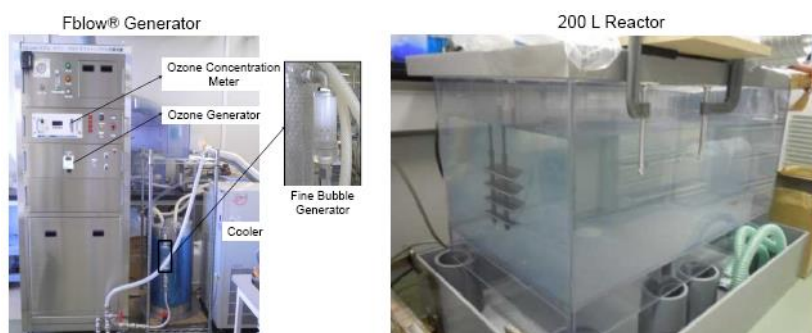 Fblow® Generator
200 L Reactor
Ozone Concentration
Meter
Ozone Generator
Fine Bubble
Generator
Cooler